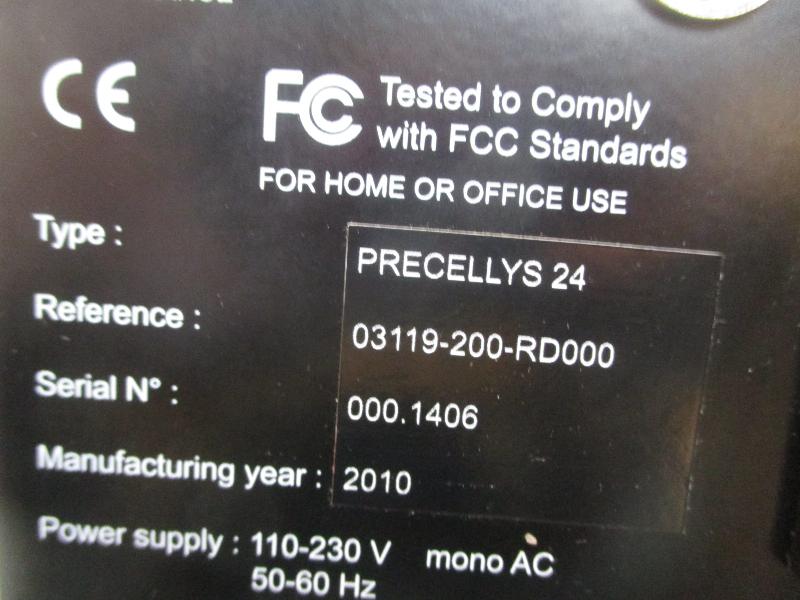 CE
FC Tested to Comply
with FCC Standards
FOR HOME OR OFFICE USE
Type : PRECELLYS 24
Reference : 03119-200-RD000
Serial N° : 000.1406
Manufacturing year : 2010
Power supply : 110-230 V mono AC
50-60 Hz